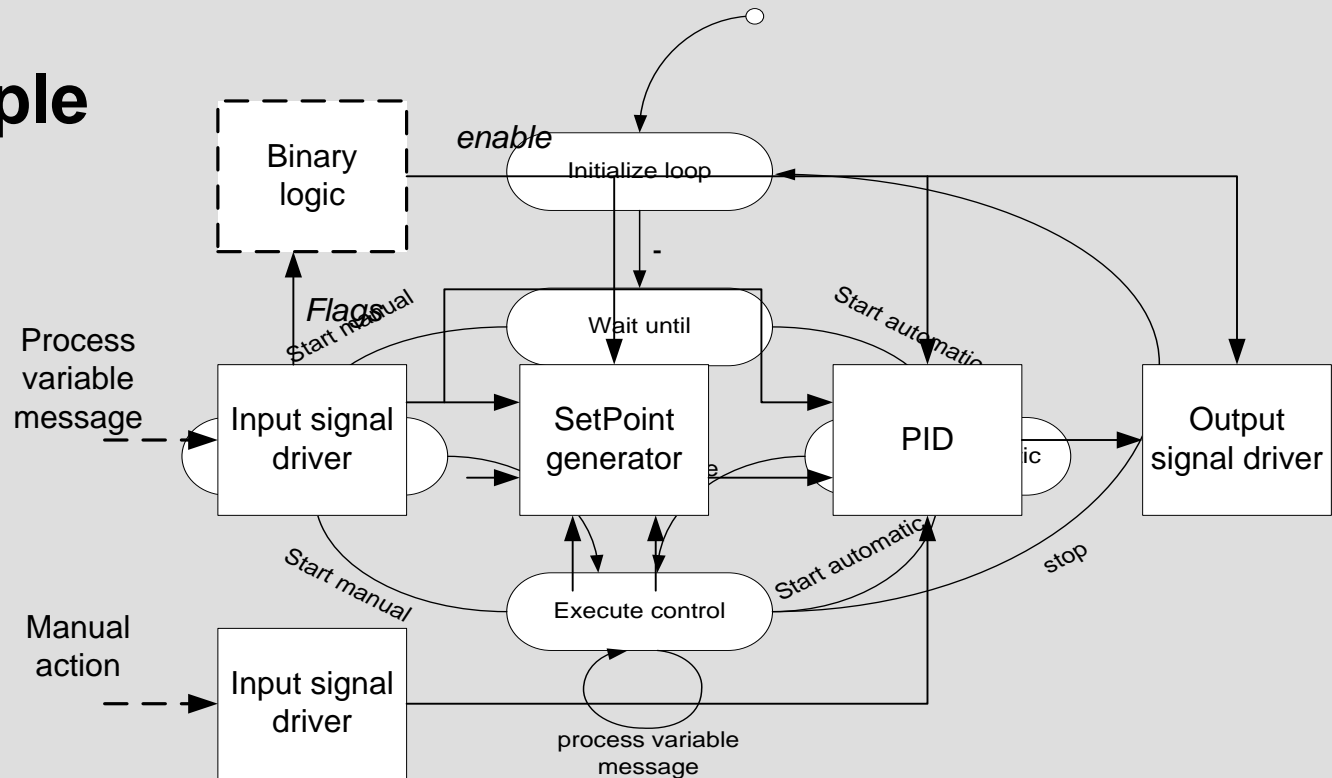 ple
enable
Binary
logic
Initialize loop
-
Flags
Start manual
Wait until
Start automatic
Process
variable
message
Input signal
driver
SetPoint
generator
e
PID
ic
Output
signal driver
Start manual
Start automatic
stop
Execute control
Manual
action
Input signal
driver
process variable
message